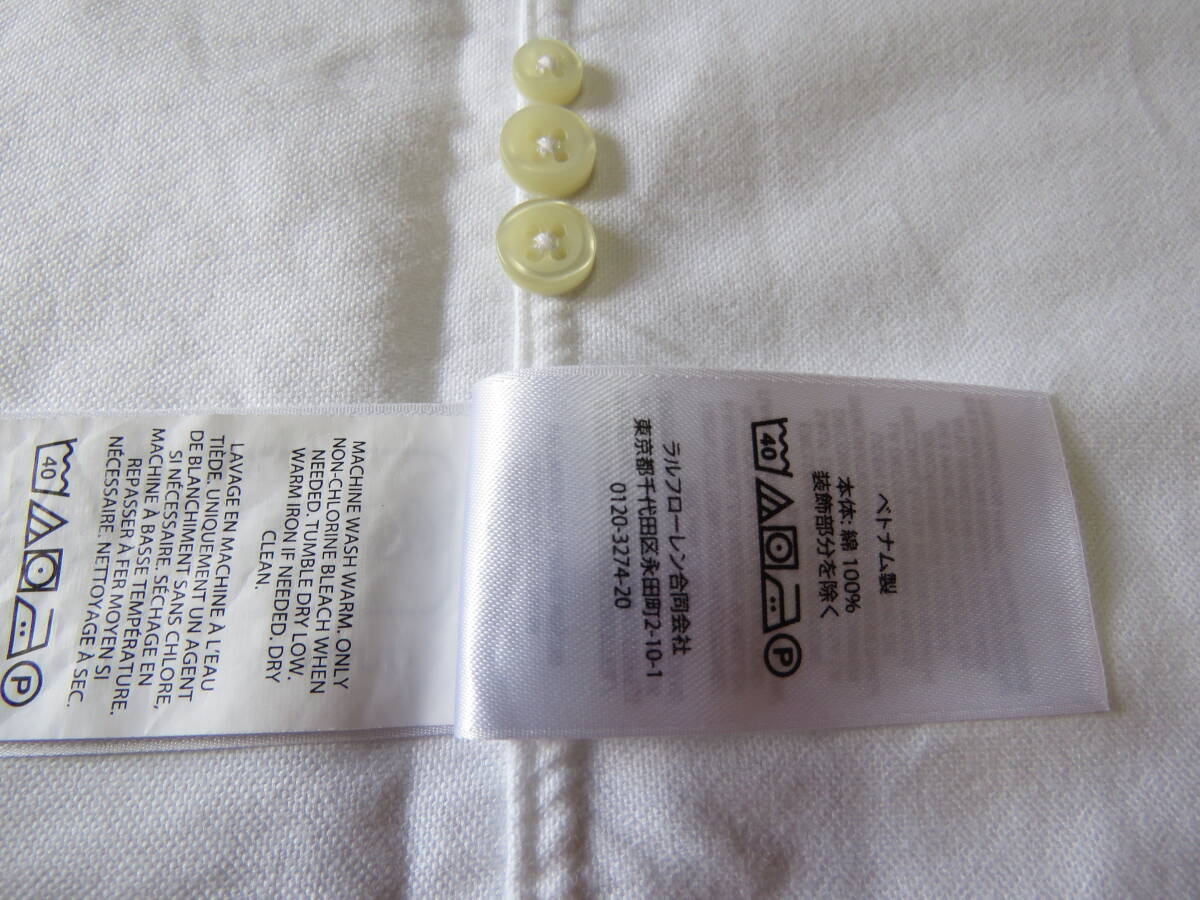 MACHINE WASH WARM. ONLY
NON-CHLORINE BLEACH WHEN
NEEDED. TUMBLE DRY LOW.
WARM IRON IF NEEDED. DRY
CLEAN.
LAVAGE EN MACHINE À L'EAU
TIÈDE. UNIQUEMENT UN AGENT
DE BLANCHIMENT SANS CHLORE,
SI NÉCESSAIRE. SÉCHAGE EN
MACHINE À BASSE TEMPÉRATURE.
REPASSER À FER MOYEN SI
NÉCESSAIRE. NETTOYAGE À SEC.
40
P
ベトナム製
本体: 綿 100%
装飾部分を除く
40
P
ラルフローレン合同会社
東京都千代田区永田町2-10-1
0120-3274-20